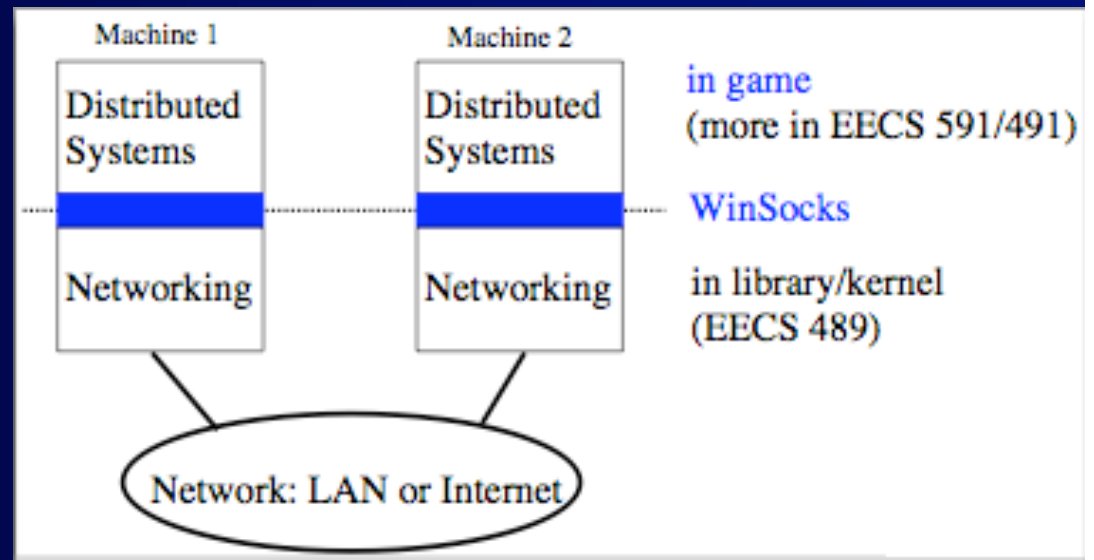 Machine 1
Machine 2
Distributed
Systems
Distributed
Systems
in game
(more in EECS 591/491)
WinSocks
Networking
Networking
in library/kernel
(EECS 489)
Network: LAN or Internet